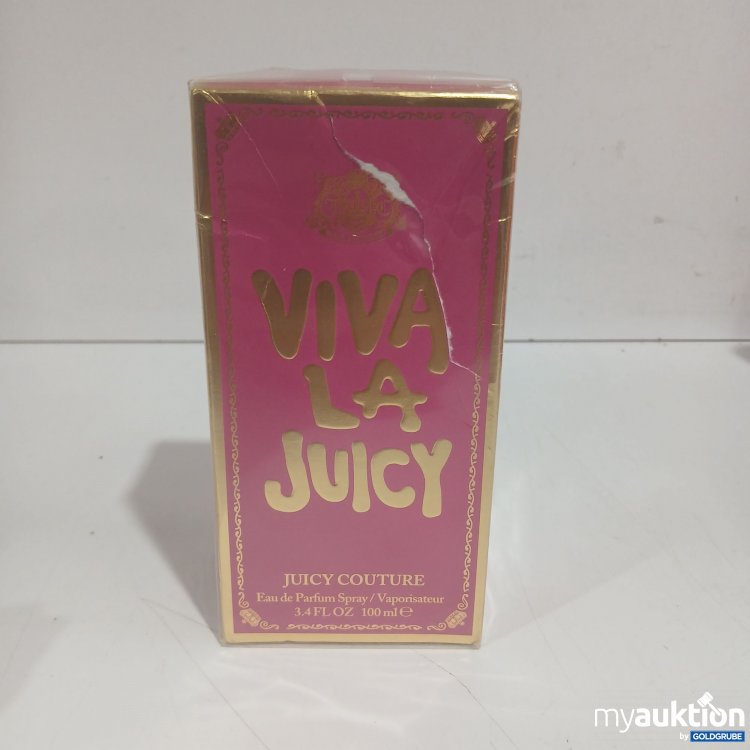 VIVA
LA
JUICY
JUICY COUTURE
Eau de Parfum Spray / Vaporisateur
3.4 FL OZ 100 ml ℮
myauktion
by GOLDGRUBE